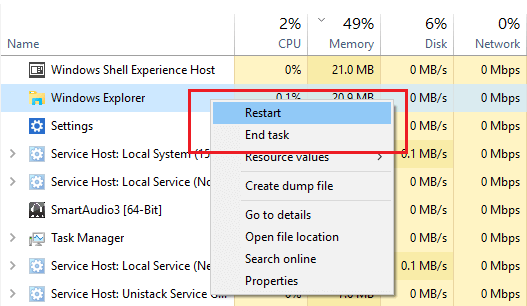 2% 49% 6% 0%
Name CPU Memory Disk Network
Windows Shell Experience Host 0% 21.0 MB 0 MB/s 0 Mbps
Windows Explorer 0.1% 20.9 MB 0 MB/s 0 Mbps
Restart
Settings 0 MB/s 0 Mbps
End task
Service Host: Local System (15 0.1 MB/s 0 Mbps
Resource values
Service Host: Local Service (No 0 MB/s 0 Mbps
Create dump file
SmartAudio3 [64-Bit] 0 MB/s 0 Mbps
Go to details
Task Manager 0 MB/s 0 Mbps
Open file location
Service Host: Local Service (Ne 0.1 MB/s 0 Mbps
Search online
Properties
Service Host: Unistack Service G... 0% 7.0 MB 0 MB/s 0 Mbps